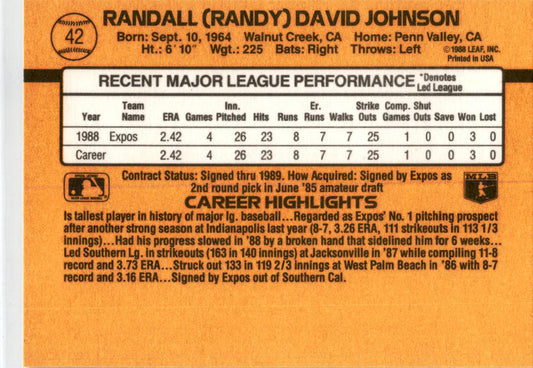 42
RANDALL (RANDY) DAVID JOHNSON
Born: Sept. 10, 1964 Walnut Creek, CA Home: Penn Valley, CA
Ht.: 6'10" Wgt.: 225 Bats: Right Throws: Left
©1988 LEAF, INC.
Printed in USA
RECENT MAJOR LEAGUE PERFORMANCE *Denotes Led League
Year Team Name ERA Games Inn. Pitched Hits Runs Er. Runs Walks Strike Outs Comp. Games Shut Outs Save Won Lost
1988 Expos 2.42 4 26 23 8 7 7 25 1 0 0 3 0
Career 2.42 4 26 23 8 7 7 25 1 0 0 3 0
Contract Status: Signed thru 1989. How Acquired: Signed by Expos as
2nd round pick in June '85 amateur draft
MLB
CAREER HIGHLIGHTS
Is tallest player in history of major lg. baseball...Regarded as Expos' No. 1 pitching prospect
after another strong season at Indianapolis last year (8-7, 3.26 ERA, 111 strikeouts in 113 1/3
innings)...Had his progress slowed in '88 by a broken hand that sidelined him for 6 weeks...
Led Southern Lg. in strikeouts (163 in 140 innings) at Jacksonville in '87 while compiling 11-8
record and 3.73 ERA...Struck out 133 in 119 2/3 innings at West Palm Beach in '86 with 8-7
record and 3.16 ERA...Signed by Expos out of Southern Cal.